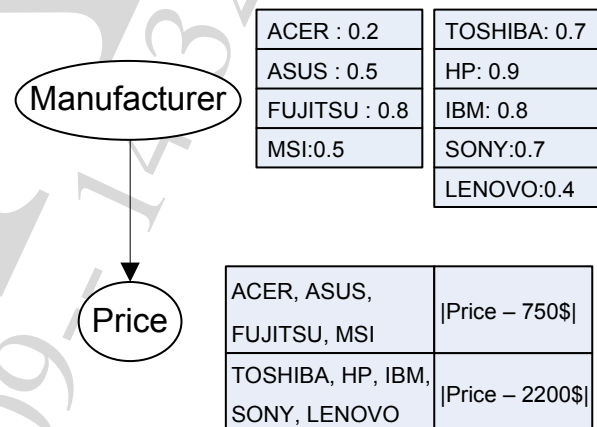 Manufacturer
ACER : 0.2
ASUS : 0.5
FUJITSU : 0.8
MSI:0.5
TOSHIBA: 0.7
HP: 0.9
IBM: 0.8
SONY:0.7
LENOVO:0.4
Price
ACER, ASUS,
FUJITSU, MSI
|Price – 750$|
TOSHIBA, HP, IBM,
SONY, LENOVO
|Price – 2200$|